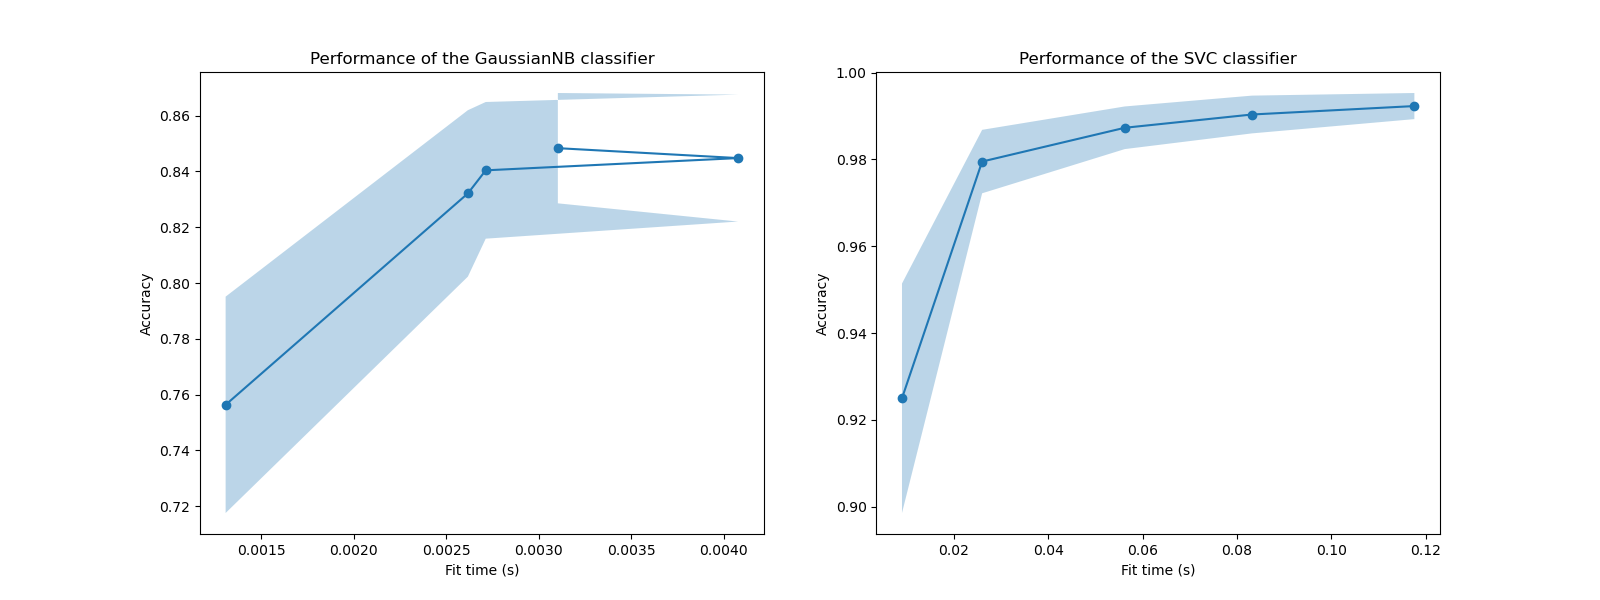 Performance of the GaussianNB classifier
0.86
0.84
0.82
0.80
0.78
0.76
0.74
0.72
Accuracy
0.0015 0.0020 0.0025 0.0030 0.0035 0.0040
Fit time (s)
Performance of the SVC classifier
1.00
0.98
0.96
0.94
0.92
0.90
Accuracy
0.02 0.04 0.06 0.08 0.10 0.12
Fit time (s)